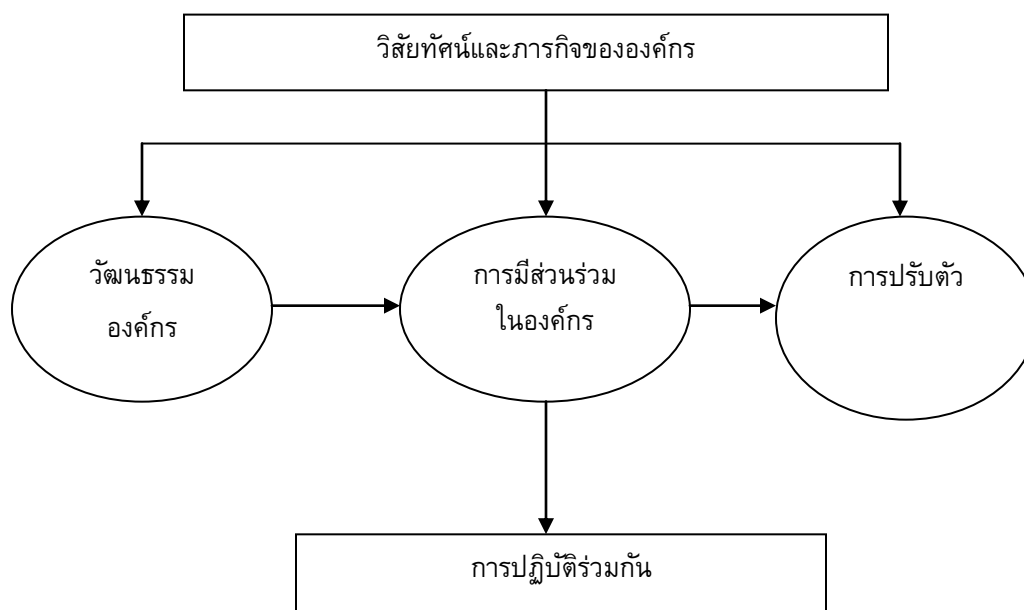 วิสัยทัศน์และภารกิจขององค์กร
วัฒนธรรม
องค์กร
การมีส่วนร่วม
ในองค์กร
การปรับตัว
การปฏิบัติร่วมกัน